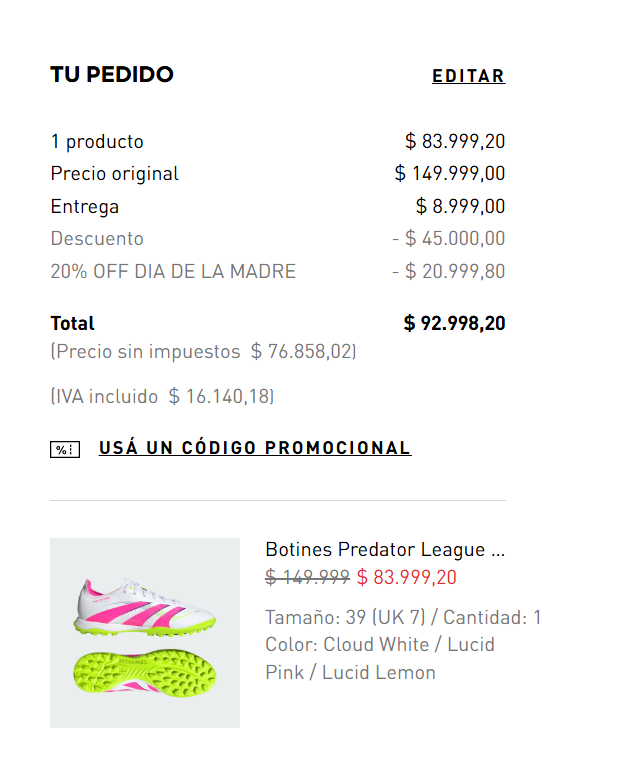 TU PEDIDO EDITAR
1 producto $ 83.999,20
Precio original $ 149.999,00
Entrega $ 8.999,00
Descuento - $ 45.000,00
20% OFF DIA DE LA MADRE - $ 20.999,80
Total $ 92.998,20
(Precio sin impuestos $ 76.858,02)
(IVA incluido $ 16.140,18)
% USÁ UN CÓDIGO PROMOCIONAL
Botines Predator League ...
$ 149.999 $ 83.999,20
Tamaño: 39 (UK 7) / Cantidad: 1
Color: Cloud White / Lucid
Pink / Lucid Lemon